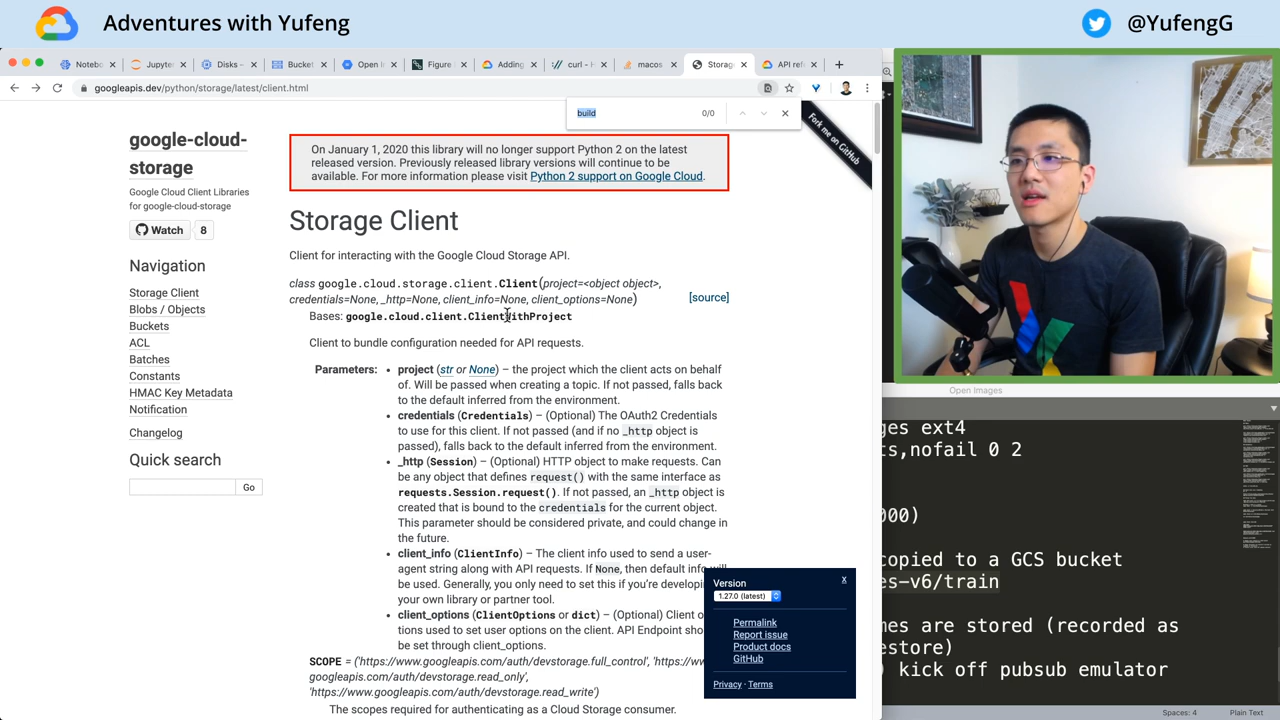 Adventures with Yufeng
@YufengG
Notebo
Jupyter
Disks –
Bucket
Open I
Figure
Adding
curl - H
macos
Storag
API ref
googleapis.dev/python/storage/latest/client.html
build
0/0
Fork me on GitHub
google-cloud-
storage
Google Cloud Client Libraries
for google-cloud-storage
Watch
8
Navigation
Storage Client
Blobs / Objects
Buckets
ACL
Batches
Constants
HMAC Key Metadata
Notification
Changelog
Quick search
Go
On January 1, 2020 this library will no longer support Python 2 on the latest
released version. Previously released library versions will continue to be
available. For more information please visit Python 2 support on Google Cloud.
Storage Client
Client for interacting with the Google Cloud Storage API.
class google.cloud.storage.client.Client(project=<object object>,
credentials=None, _http=None, client_info=None, client_options=None)
[source]
Bases: google.cloud.client.ClientWithProject
Client to bundle configuration needed for API requests.
Parameters:
• project (str or None) – the project which the client acts on behalf
of. Will be passed when creating a topic. If not passed, falls back
to the default inferred from the environment.
• credentials (Credentials) – (Optional) The OAuth2 Credentials
to use for this client. If not passed (and if no _http object is
passed), falls back to the default inferred from the environment.
• _http (Session) – (Optional) HTTP object to make requests. Can
be any object that defines request() with the same interface as
requests.Session.request(). If not passed, an _http object is
created that is bound to the credentials for the current object.
This parameter should be considered private, and could change in
the future.
• client_info (ClientInfo) – The client info used to send a user-
agent string along with API requests. If None, then default info will
be used. Generally, you only need to set this if you're developing
your own library or partner tool.
• client_options (ClientOptions or dict) – (Optional) Client o
tions used to set user options on the client. API Endpoint sho
be set through client_options.
SCOPE = ('https://www.googleapis.com/auth/devstorage.full_control', 'https://ww
googleapis.com/auth/devstorage.read_only',
'https://www.googleapis.com/auth/devstorage.read_write')
The scopes required for authenticating as a Cloud Storage consumer.
Version
x
1.27.0 (latest)
Permalink
Report issue
Product docs
GitHub
Privacy · Terms
Open Images
ges ext4
ts,nofail 0 2
000)
copied to a GCS bucket
es-v6/train
mes are stored (recorded as
estore)
) kick off pubsub emulator
Spaces: 4
Plain Text